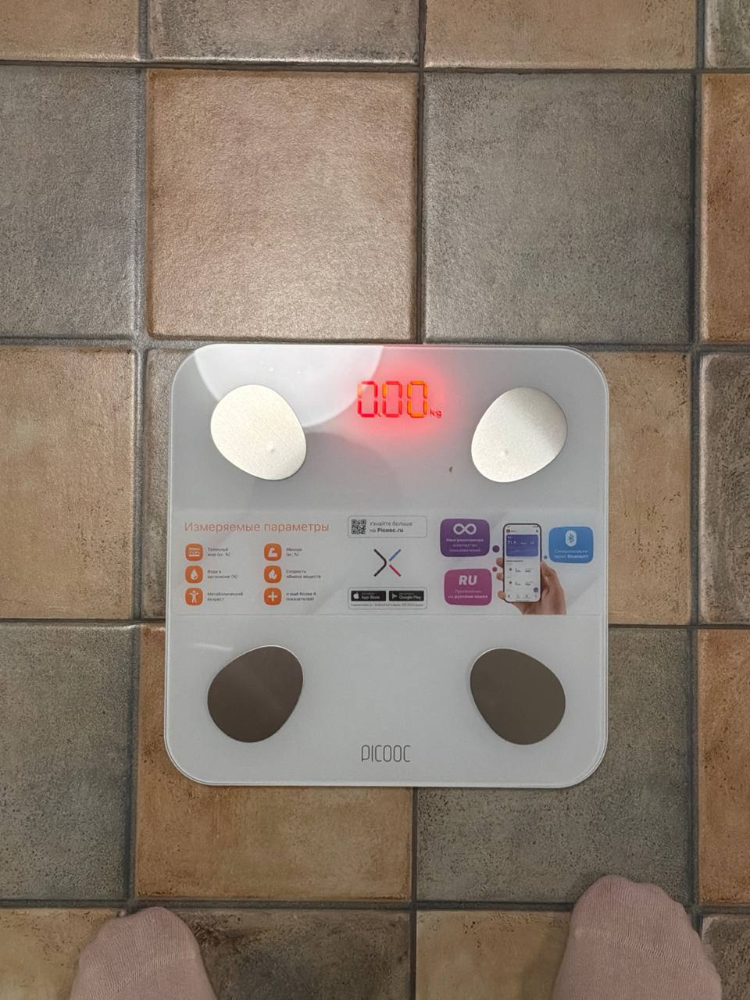 0.00 kg
Измеряемые параметры
Телесный
жир (кг, %)
Мышцы
(кг, %)
Вода в
организме (%)
Скорость
обмена веществ
Метаболический
возраст
и ещё более 9
показателей!
Узнайте больше
на Picooc.ru
App Store
Google Play
Неограниченное
количество
пользователей
RU
Приложение
на русском языке
Синхронизация
через Bluetooth
PICOOC